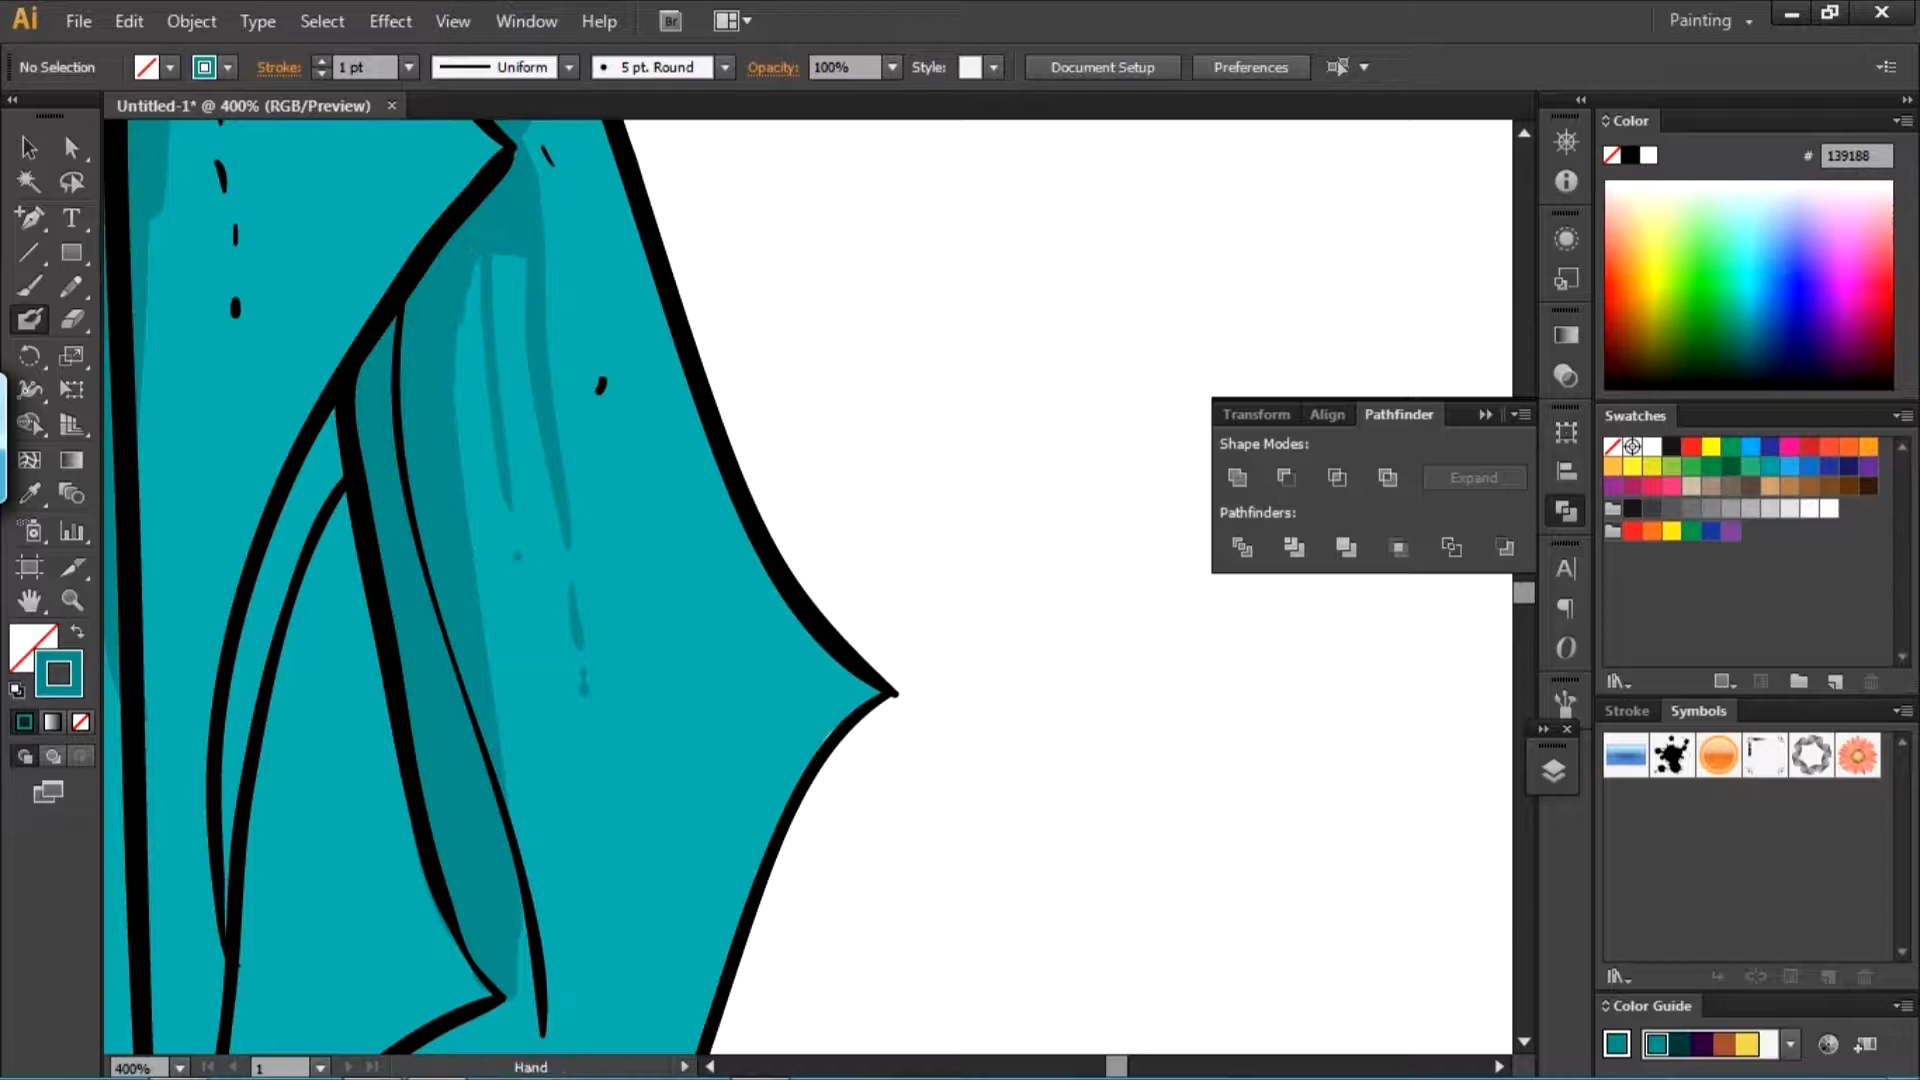 Ai File Edit Object Type Select Effect View Window Help Br Painting
No Selection Stroke: 1 pt Uniform 5 pt. Round Opacity: 100% Style: Document Setup Preferences
Untitled-1* @ 400% (RGB/Preview) ×
Color
# 139188
Transform Align Pathfinder
Shape Modes:
Expand
Pathfinders:
Swatches
Stroke Symbols
Color Guide
400% 1 Hand